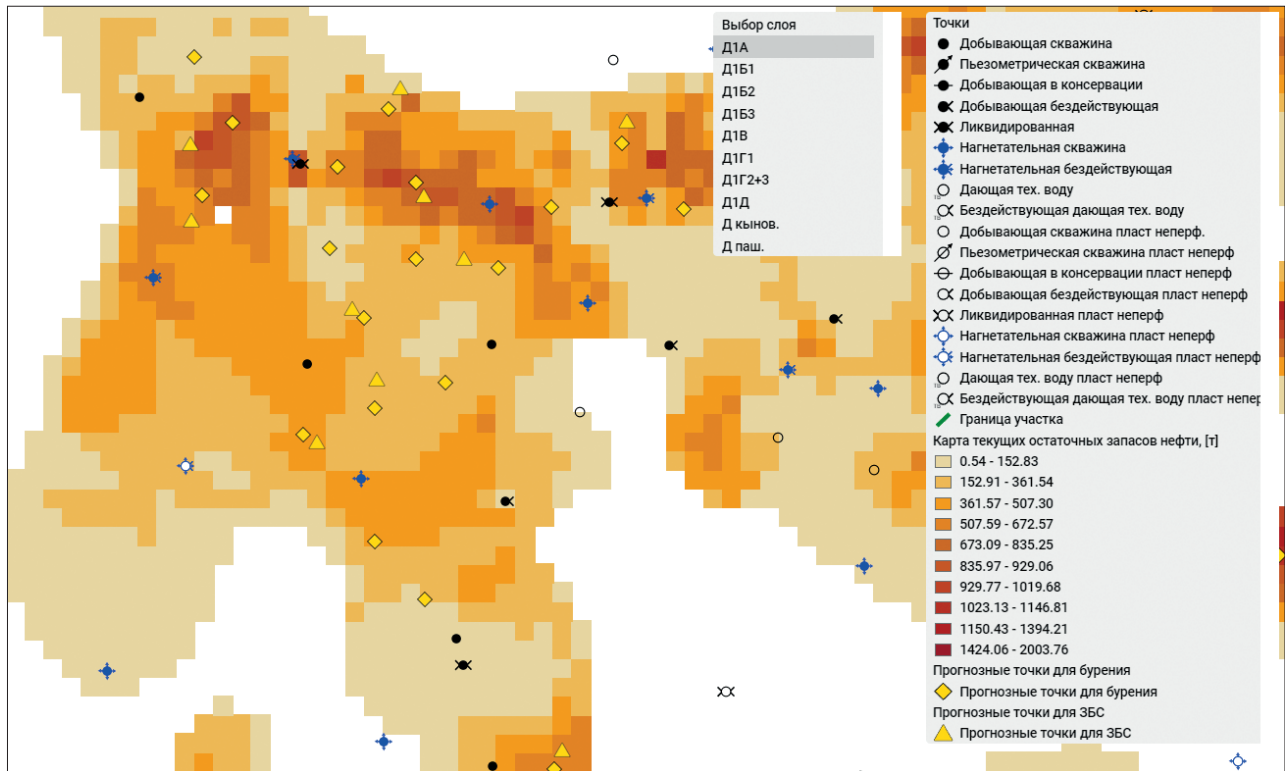 Выбор слоя
Д1А
Д1Б1
Д1Б2
Д1Б3
Д1В
Д1Г1
Д1Г2+3
Д1Д
Д кынов.
Д паш.
Точки
Добывающая скважина
Пьезометрическая скважина
Добывающая в консервации
Добывающая бездействующая
Ликвидированная
Нагнетательная скважина
Нагнетательная бездействующая
Дающая тех. воду
Бездействующая дающая тех. воду
Добывающая скважина пласт неперф.
Пьезометрическая скважина пласт неперф
Добывающая в консервации пласт неперф
Добывающая бездействующая пласт неперф
Ликвидированная пласт неперф
Нагнетательная скважина пласт неперф
Нагнетательная бездействующая пласт неперф
Дающая тех. воду пласт неперф
Бездействующая дающая тех. воду пласт непер
Граница участка
Карта текущих остаточных запасов нефти, [т]
0.54 - 152.83
152.91 - 361.54
361.57 - 507.30
507.59 - 672.57
673.09 - 835.25
835.97 - 929.06
929.77 - 1019.68
1023.13 - 1146.81
1150.43 - 1394.21
1424.06 - 2003.76
Прогнозные точки для бурения
Прогнозные точки для бурения
Прогнозные точки для ЗБС
Прогнозные точки для ЗБС